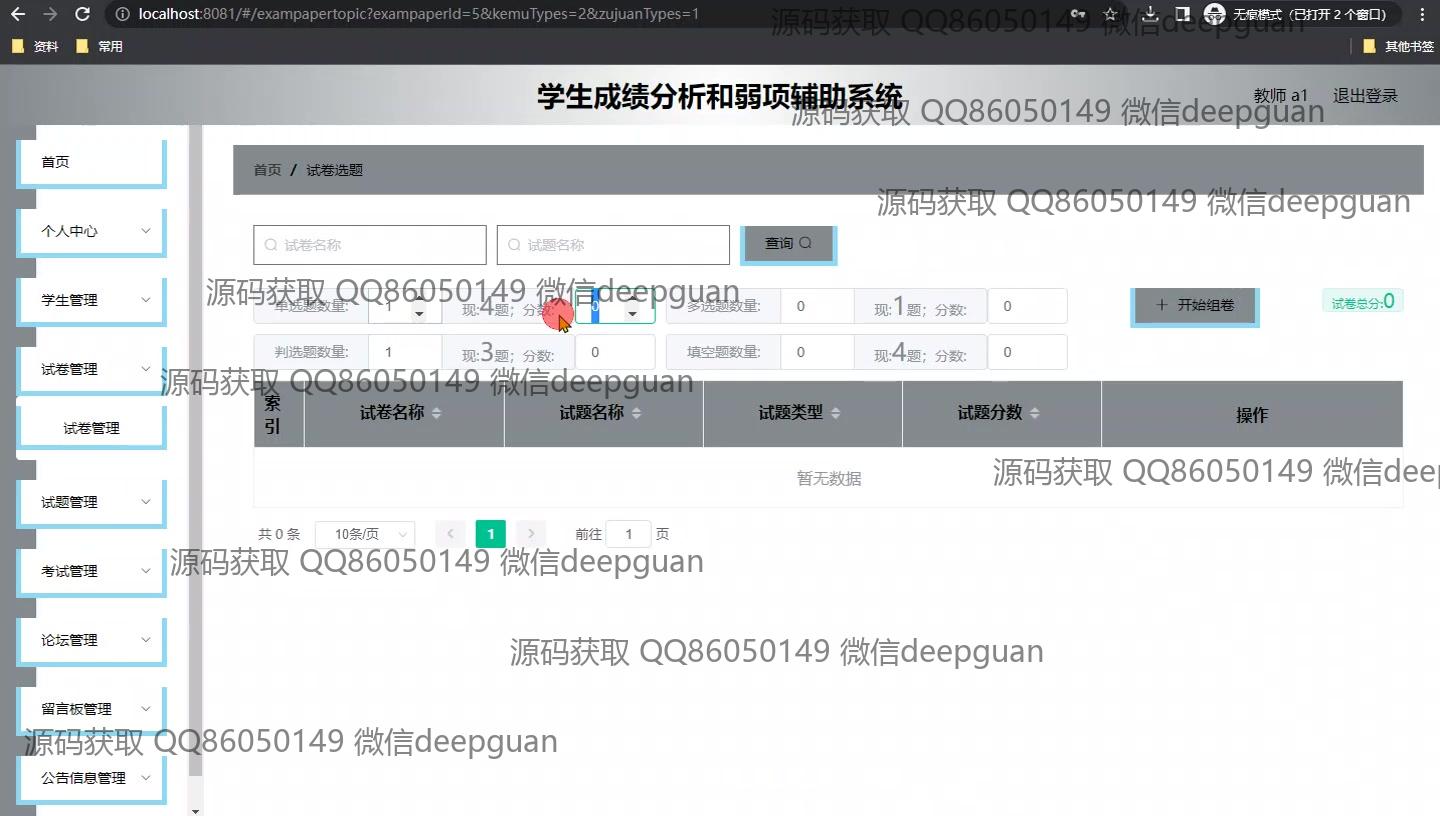 localhost:8081/#/exampapertopic?exampaperId=5&kemuTypes=2&zujuanTypes=1
无痕模式（已打开 2 个窗口）
资料 常用 其他书签
源码获取 QQ86050149 微信deepguan
学生成绩分析和弱项辅助系统
教师 a1 退出登录
源码获取 QQ86050149 微信deepguan
首页
个人中心
学生管理
试卷管理
试卷管理
试题管理
考试管理
论坛管理
留言板管理
公告信息管理
首页 / 试卷选题
源码获取 QQ86050149 微信deepguan
试卷名称 试题名称 查询
源码获取 QQ86050149 微信deepguan
单选题数量: 1 现:4题；分数: 0 多选题数量: 0 现:1题；分数: 0 开始组卷 试卷总分:0
判选题数量: 1 现:3题；分数: 0 填空题数量: 0 现:4题；分数: 0
源码获取 QQ86050149 微信deepguan
索引 试卷名称 试题名称 试题类型 试题分数 操作
暂无数据
源码获取 QQ86050149 微信deep
共 0 条 10条/页 1 前往 1 页
源码获取 QQ86050149 微信deepguan
源码获取 QQ86050149 微信deepguan
源码获取 QQ86050149 微信deepguan